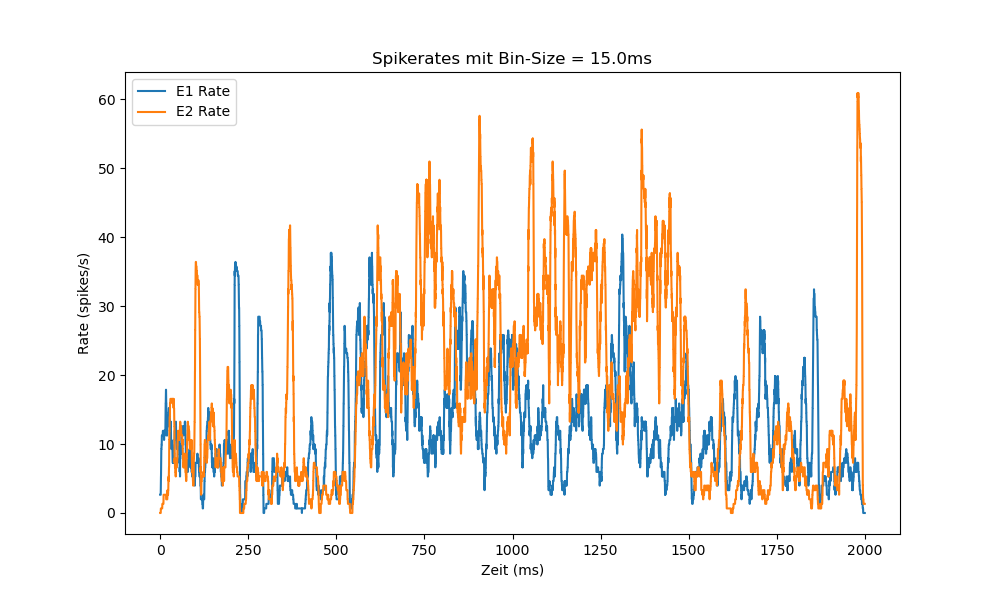 Spikerates mit Bin-Size = 15.0ms
E1 Rate
E2 Rate
60
50
40
30
20
10
0
Rate (spikes/s)
0 250 500 750 1000 1250 1500 1750 2000
Zeit (ms)